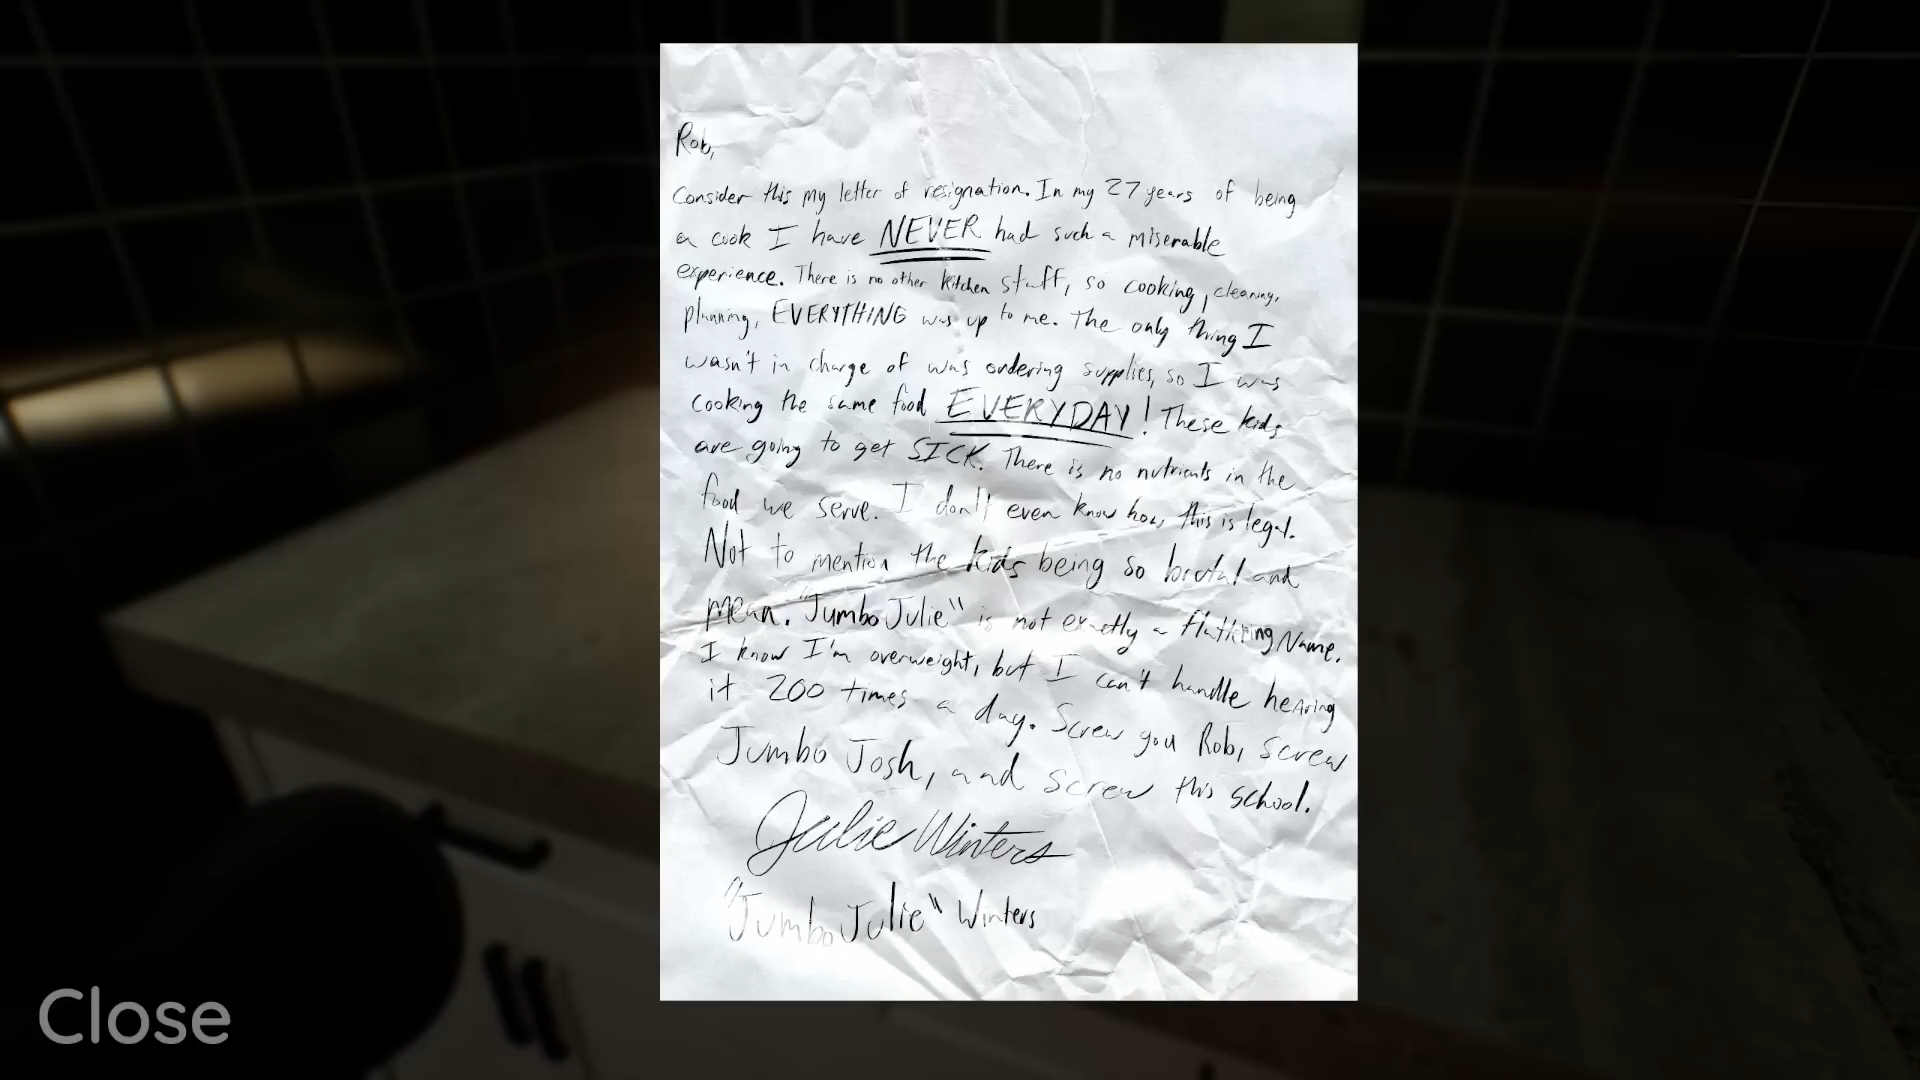 Rob,
Consider this my letter of resignation. In my 27 years of being
a cook I have NEVER had such a miserable
experience. There is no other kitchen staff, so cooking, cleaning,
planning, EVERYTHING was up to me. The only thing I
wasn't in charge of was ordering supplies, so I was
cooking the same food EVERYDAY! These kids
are going to get SICK. There is no nutrients in the
food we serve. I don't even know how this is legal.
Not to mention the kids being so brutal and
mean. "Jumbo Julie" is not exactly a flattering Name.
I know I'm overweight, but I can't handle hearing
it 200 times a day. Screw you Rob, screw
Jumbo Josh, and screw this school.
Julie Winters
"Jumbo Julie" Winters
Close